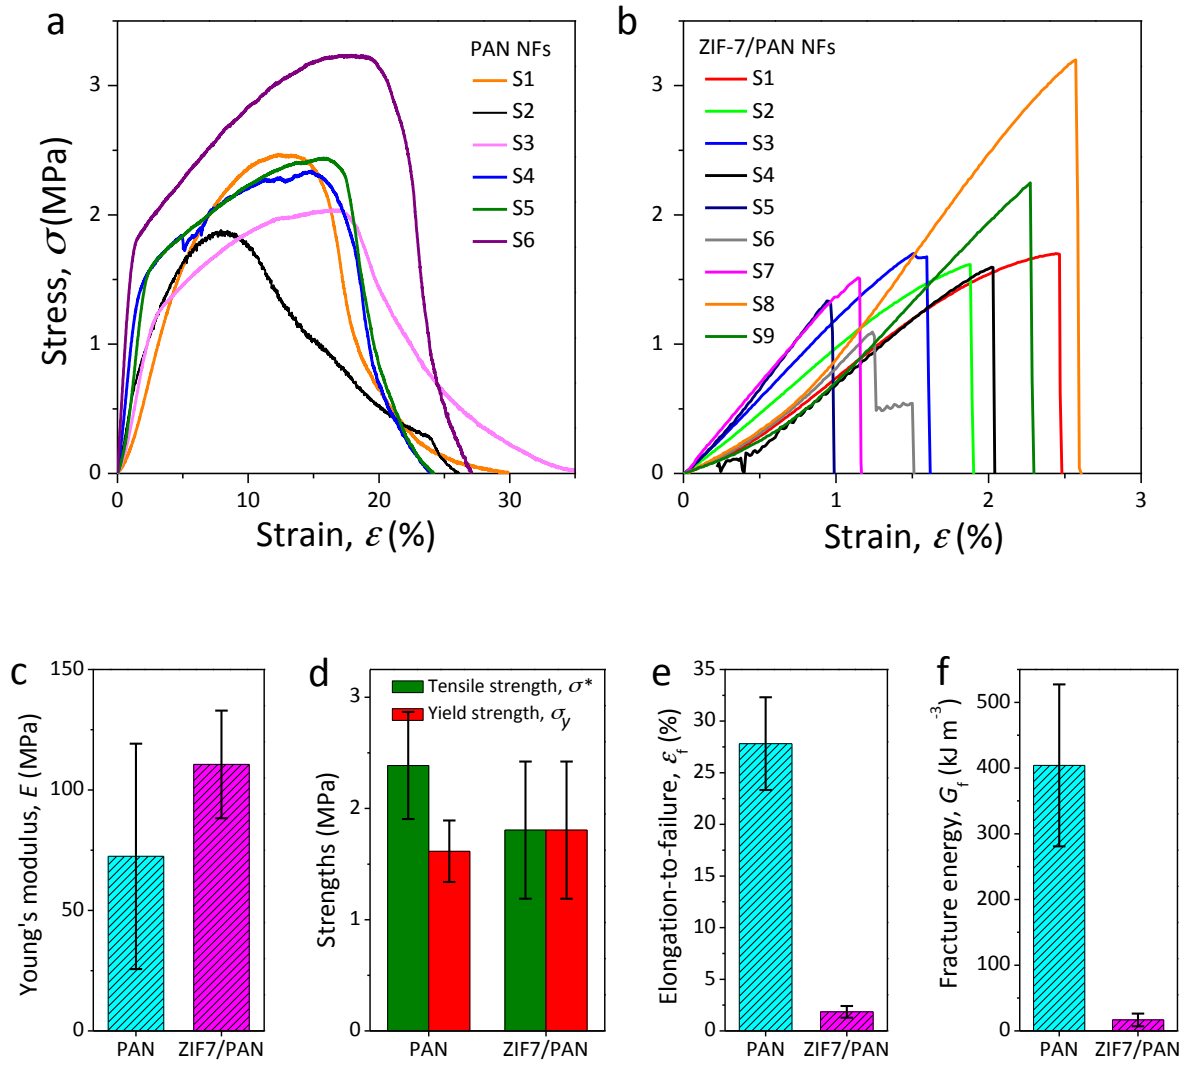 a
PAN NFs
S1
S2
S3
S4
S5
S6
Stress, σ (MPa)
3
2
1
0
0
10
20
30
Strain, ε (%)
b
ZIF-7/PAN NFs
S1
S2
S3
S4
S5
S6
S7
S8
S9
3
2
1
0
0
1
2
3
Strain, ε (%)
c
Young's modulus, E (MPa)
150
100
50
0
PAN
ZIF7/PAN
d
Tensile strength, σ*
Yield strength, σy
Strengths (MPa)
3
2
1
0
PAN
ZIF7/PAN
e
Elongation-to-failure, εf (%)
35
30
25
20
15
10
5
0
PAN
ZIF7/PAN
f
Fracture energy, Gf (kJ m-3)
500
400
300
200
100
0
PAN
ZIF7/PAN